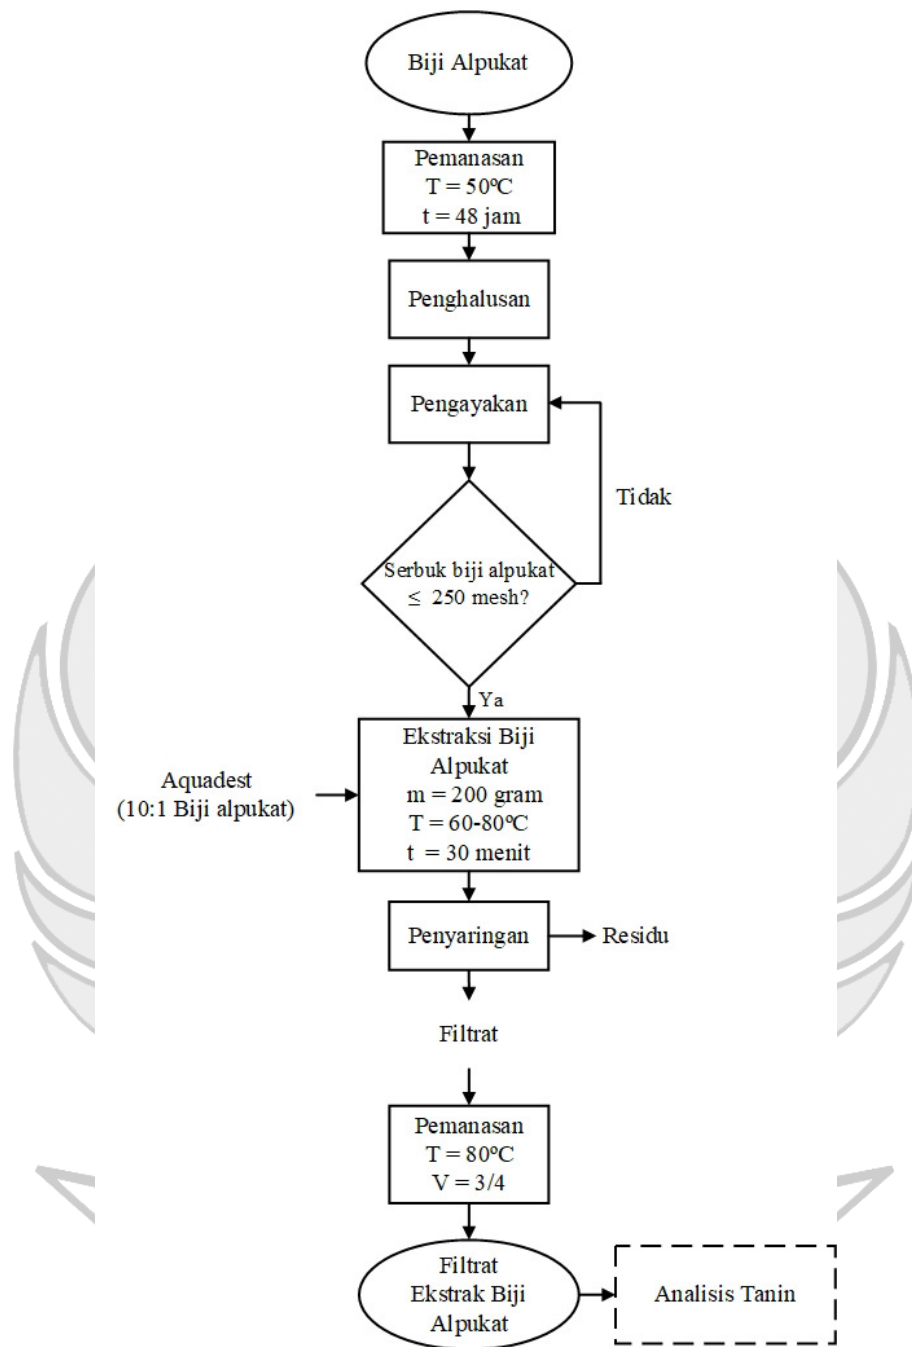 Biji Alpukat
Pemanasan
T = 50ºC
t = 48 jam
Penghalusan
Pengayakan
Tidak
Serbuk biji alpukat
≤ 250 mesh?
Ya
Ekstraksi Biji
Alpukat
m = 200 gram
T = 60-80ºC
t = 30 menit
Aquadest
(10:1 Biji alpukat)
Penyaringan
Residu
Filtrat
Pemanasan
T = 80ºC
V = 3/4
Filtrat
Ekstrak Biji
Alpukat
Analisis Tanin